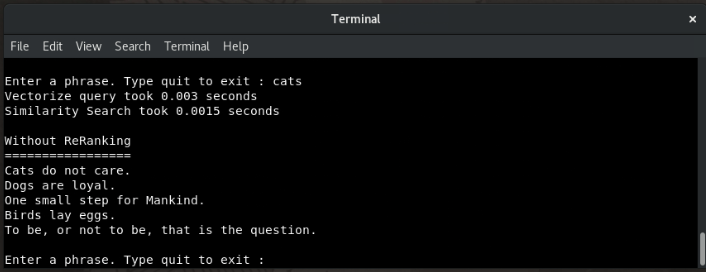 Terminal
×
File Edit View Search Terminal Help
Enter a phrase. Type quit to exit : cats
Vectorize query took 0.003 seconds
Similarity Search took 0.0015 seconds
Without ReRanking
=================
Cats do not care.
Dogs are loyal.
One small step for Mankind.
Birds lay eggs.
To be, or not to be, that is the question.
Enter a phrase. Type quit to exit :